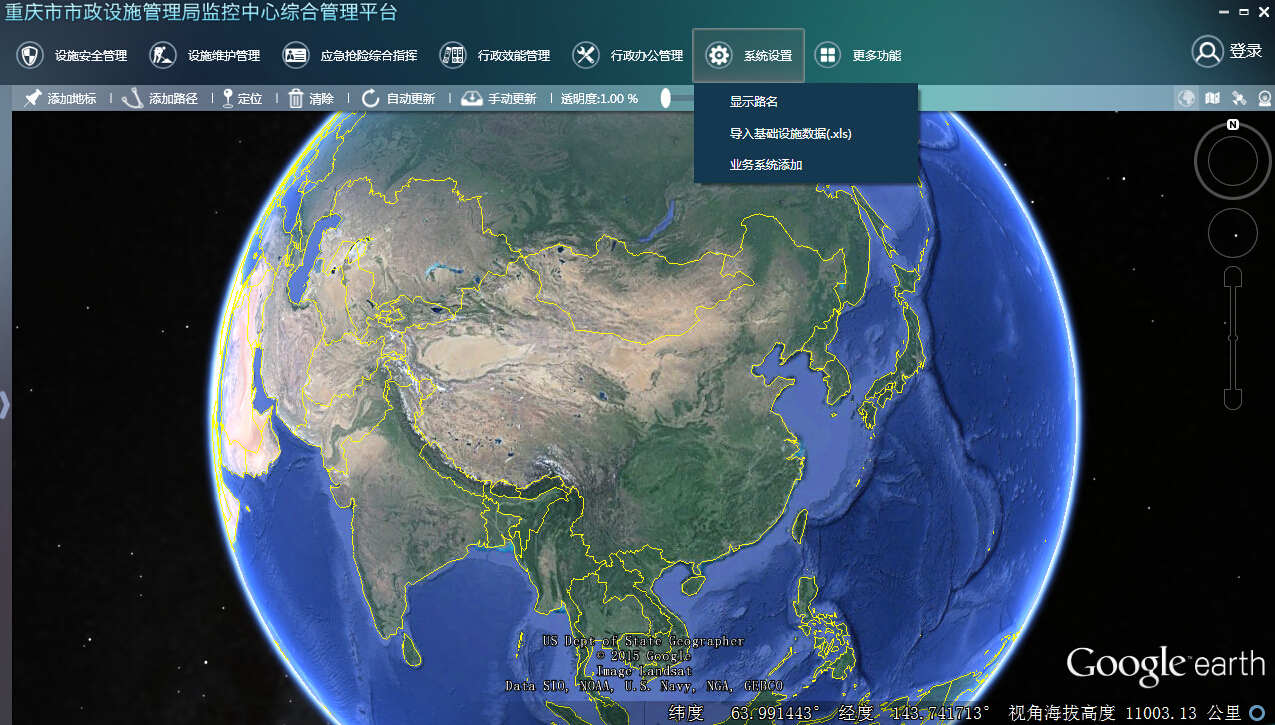 重庆市市政设施管理局监控中心综合管理平台
设施安全管理 设施维护管理 应急抢险综合指挥 行政效能管理 行政办公管理 系统设置 更多功能 登录
添加地标 添加路径 定位 清除 自动更新 手动更新 透明度:1.00 %
显示路名
导入基础设施数据(.xls)
业务系统添加
N
US Dept of State Geographer
© 2015 Google
Image Landsat
Data SIO, NOAA, U.S. Navy, NGA, GEBCO
Google earth
纬度 63.991443° 经度 143.741713° 视角海拔高度 11003.13 公里